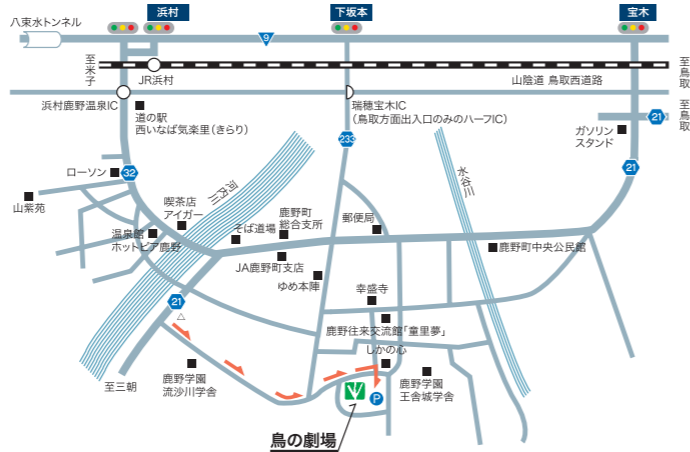 浜村
下坂本
宝木
八束水トンネル
9
至米子
JR浜村
山陰道 鳥取西道路
至鳥取
浜村鹿野温泉IC
道の駅
西いなば気楽里（きらり）
瑞穂宝木IC
（鳥取方面出入口のみのハーフIC）
至鳥取
21
ガソリン
スタンド
233
21
ローソン
32
河内川
水谷川
山紫苑
喫茶店
アイガー
温泉館
ホットピア鹿野
そば道場
鹿野町
総合支所
郵便局
鹿野町中央公民館
JA鹿野町支店
ゆめ本陣
21
幸盛寺
鹿野往来交流館「童里夢」
しかの心
至三朝
鹿野学園
流沙川学舎
鹿野学園
王舎城学舎
P
鳥の劇場